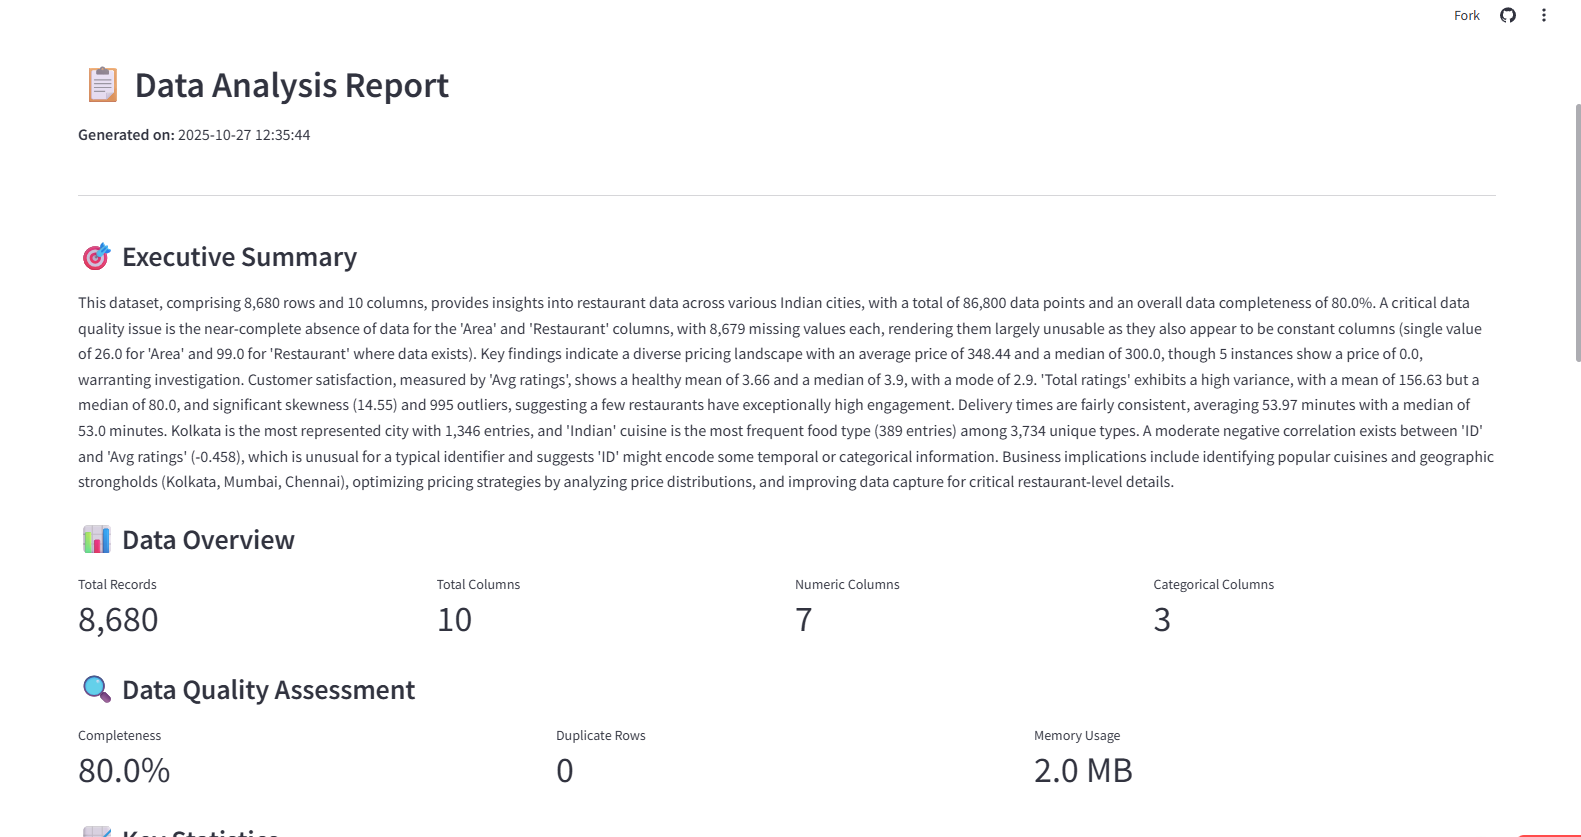 Fork
Data Analysis Report
Generated on: 2025-10-27 12:35:44
Executive Summary
This dataset, comprising 8,680 rows and 10 columns, provides insights into restaurant data across various Indian cities, with a total of 86,800 data points and an overall data completeness of 80.0%. A critical data
quality issue is the near-complete absence of data for the 'Area' and 'Restaurant' columns, with 8,679 missing values each, rendering them largely unusable as they also appear to be constant columns (single value
of 26.0 for 'Area' and 99.0 for 'Restaurant' where data exists). Key findings indicate a diverse pricing landscape with an average price of 348.44 and a median of 300.0, though 5 instances show a price of 0.0,
warranting investigation. Customer satisfaction, measured by 'Avg ratings', shows a healthy mean of 3.66 and a median of 3.9, with a mode of 2.9. 'Total ratings' exhibits a high variance, with a mean of 156.63 but a
median of 80.0, and significant skewness (14.55) and 995 outliers, suggesting a few restaurants have exceptionally high engagement. Delivery times are fairly consistent, averaging 53.97 minutes with a median of
53.0 minutes. Kolkata is the most represented city with 1,346 entries, and 'Indian' cuisine is the most frequent food type (389 entries) among 3,734 unique types. A moderate negative correlation exists between 'ID'
and 'Avg ratings' (-0.458), which is unusual for a typical identifier and suggests 'ID' might encode some temporal or categorical information. Business implications include identifying popular cuisines and geographic
strongholds (Kolkata, Mumbai, Chennai), optimizing pricing strategies by analyzing price distributions, and improving data capture for critical restaurant-level details.
Data Overview
Total Records Total Columns Numeric Columns Categorical Columns
8,680 10 7 3
Data Quality Assessment
Completeness Duplicate Rows Memory Usage
80.0% 0 2.0 MB
Key Statistics